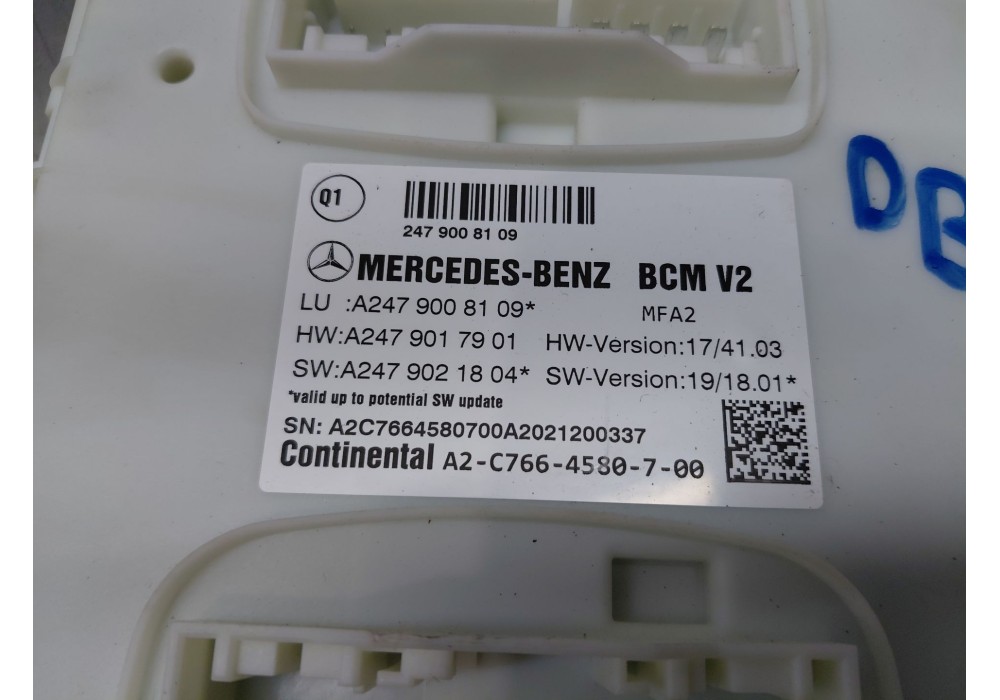 Q1
247 900 81 09
MERCEDES-BENZ BCM V2
LU :A247 900 81 09*
MFA2
HW:A247 901 79 01 HW-Version:17/41.03
SW:A247 902 18 04* SW-Version:19/18.01*
*valid up to potential SW update
SN: A2C7664580700A2021200337
Continental A2-C766-4580-7-00
DB